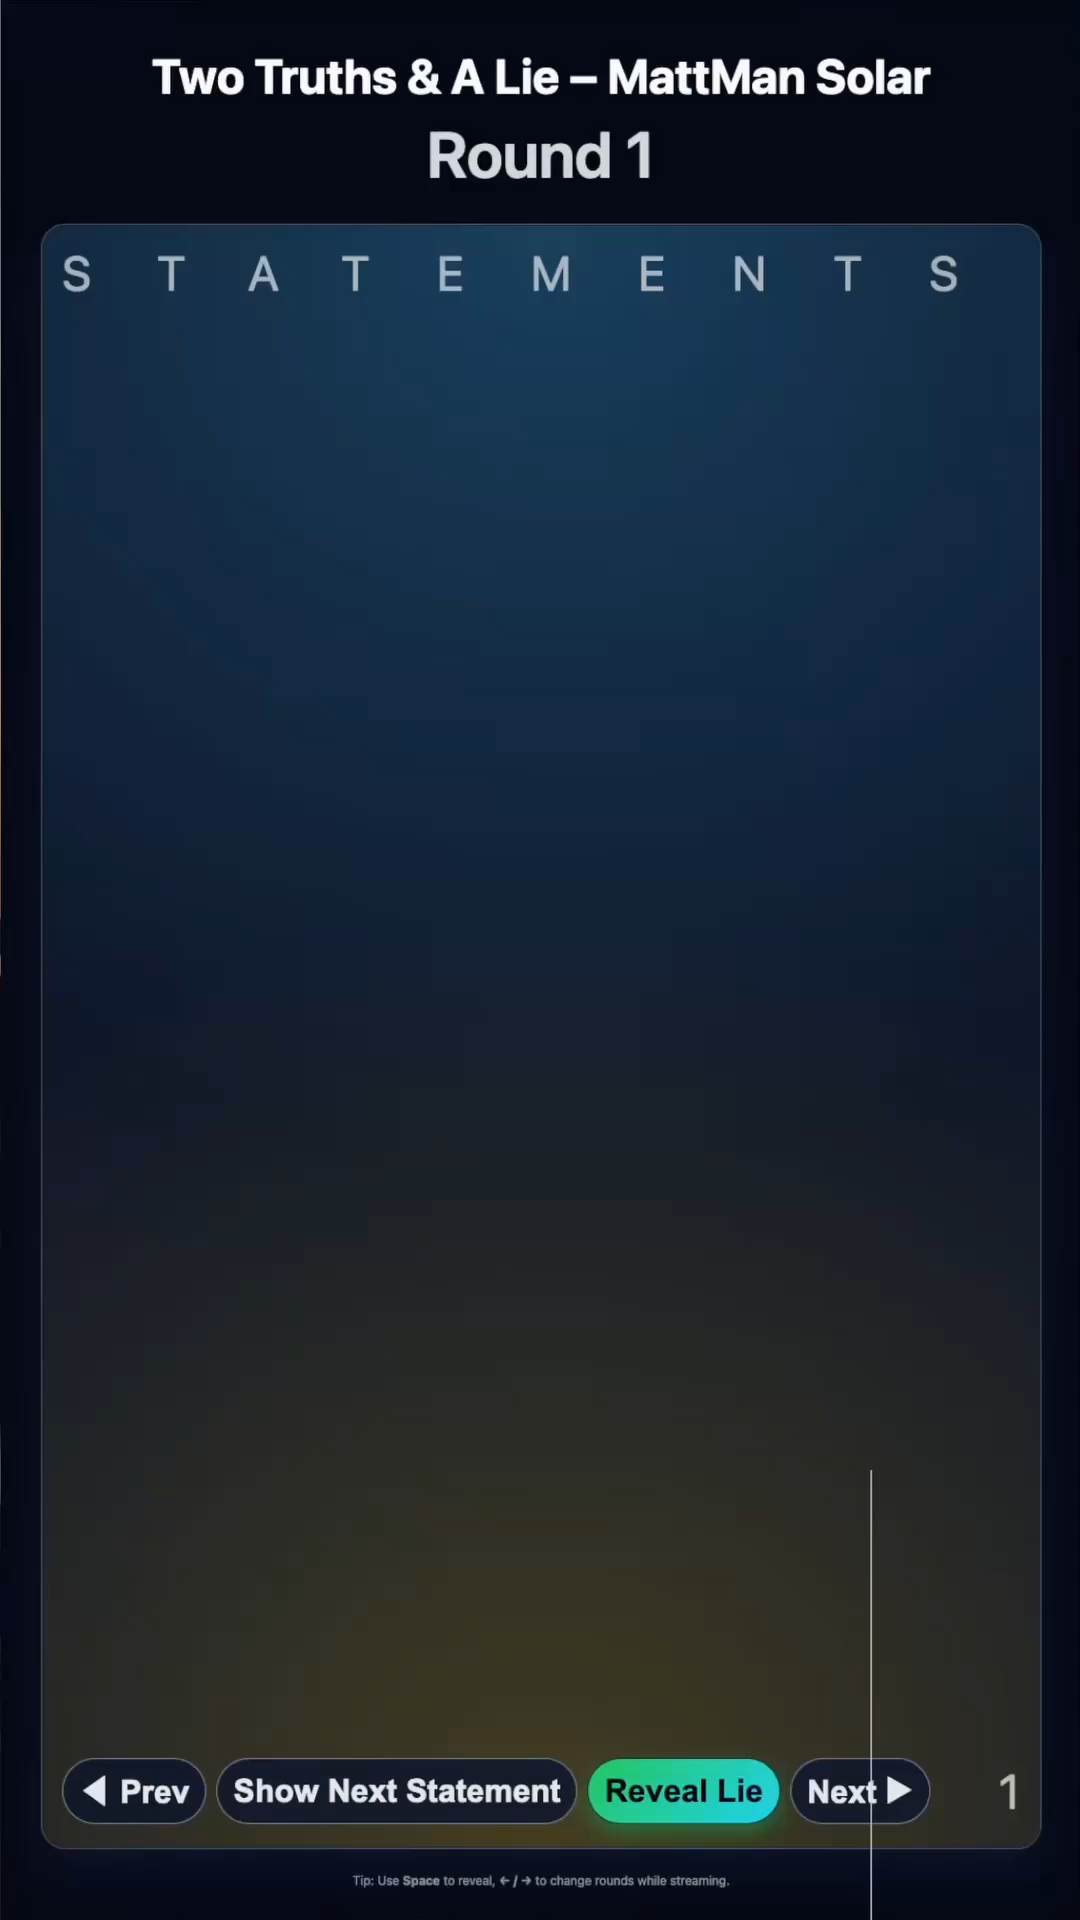 Two Truths & A Lie – MattMan Solar
Round 1
STATEMENTS
◀ Prev
Show Next Statement
Reveal Lie
Next ▶
1
Tip: Use Space to reveal, ← / → to change rounds while streaming.